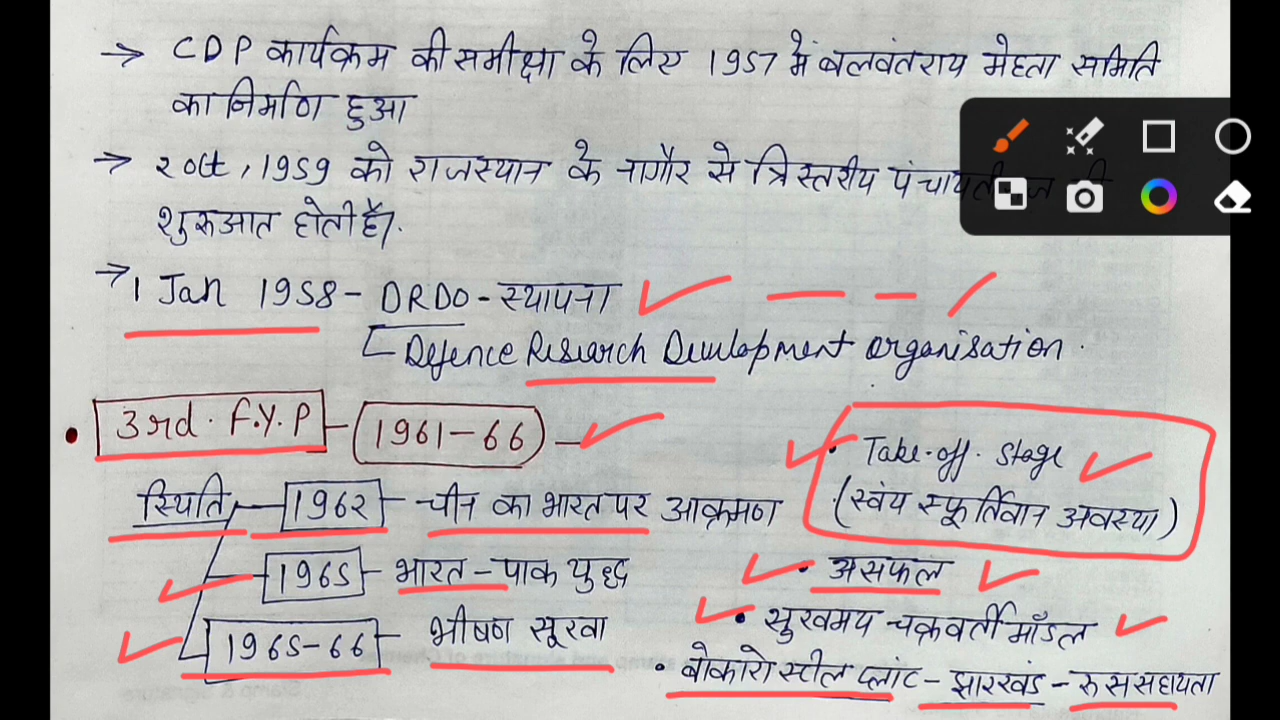 → CDP कार्यक्रम की समीक्षा के लिए 1957 में बलवंतराय मेहता समिति
का निर्माण हुआ
→ 2 Oct, 1959 को राजस्थान के नागौर से त्रिस्तरीय
शुरुआत होती है।
→ 1 Jan 1958 - DRDO - स्थापना
Defence Research Development Organisation.
• 3rd. F.Y.P - (1961-66)
• Take-off. Stage
(स्वंय स्फूर्तिवान अवस्था)
स्थिति - 1962 - चीन का भारत पर आक्रमण
1965 - भारत-पाक युद्ध
• असफल
1965-66 - भीषण सूखा
• सुखमय चक्रवर्ती मॉडल
• बोकारो स्टील प्लांट - झारखंड - रुस सहायता